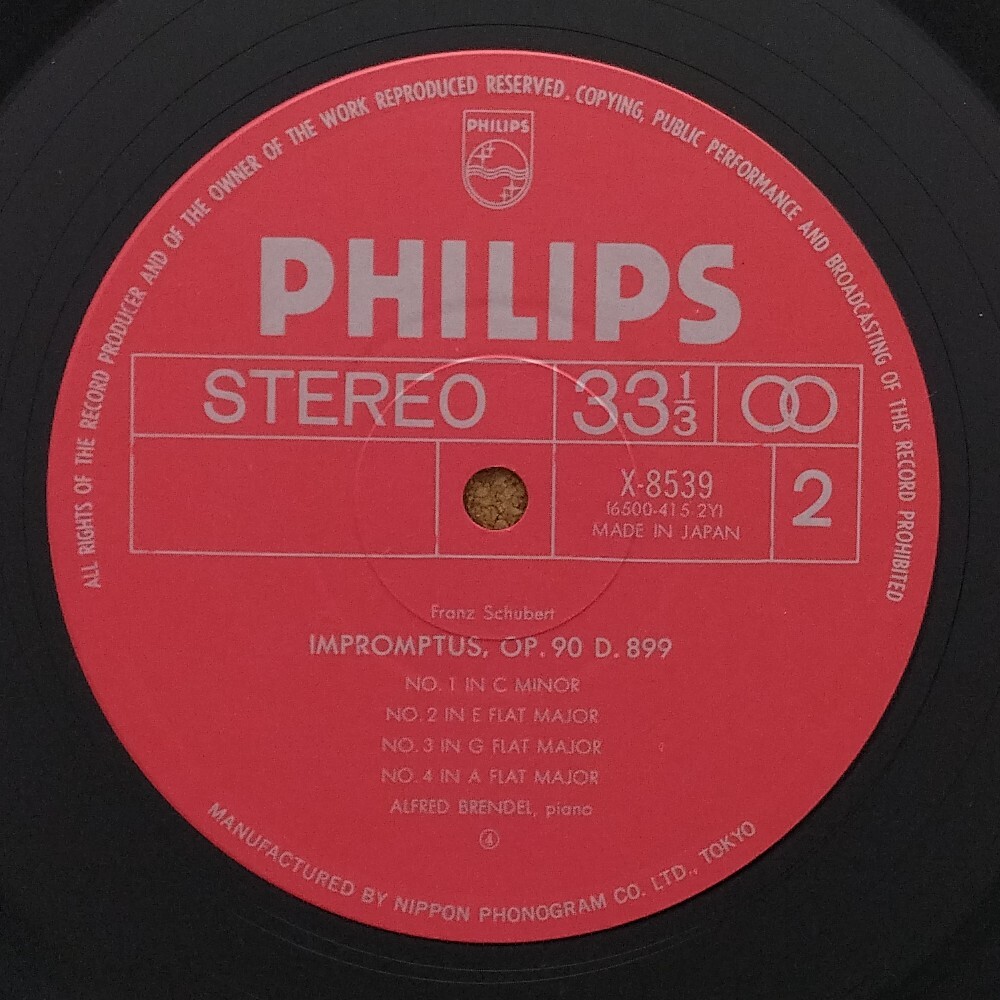 ALL RIGHTS OF THE RECORD PRODUCER AND OF THE OWNER OF THE WORK REPRODUCED RESERVED. COPYING, PUBLIC PERFORMANCE AND BROADCASTING OF THIS RECORD PROHIBITED
PHILIPS
PHILIPS
STEREO 33 1/3
X-8539 2
(6500-415 2Y)
MADE IN JAPAN
Franz Schubert
IMPROMPTUS, OP. 90 D. 899
NO. 1 IN C MINOR
NO. 2 IN E FLAT MAJOR
NO. 3 IN G FLAT MAJOR
NO. 4 IN A FLAT MAJOR
ALFRED BRENDEL, piano
④
MANUFACTURED BY NIPPON PHONOGRAM CO. LTD., TOKYO